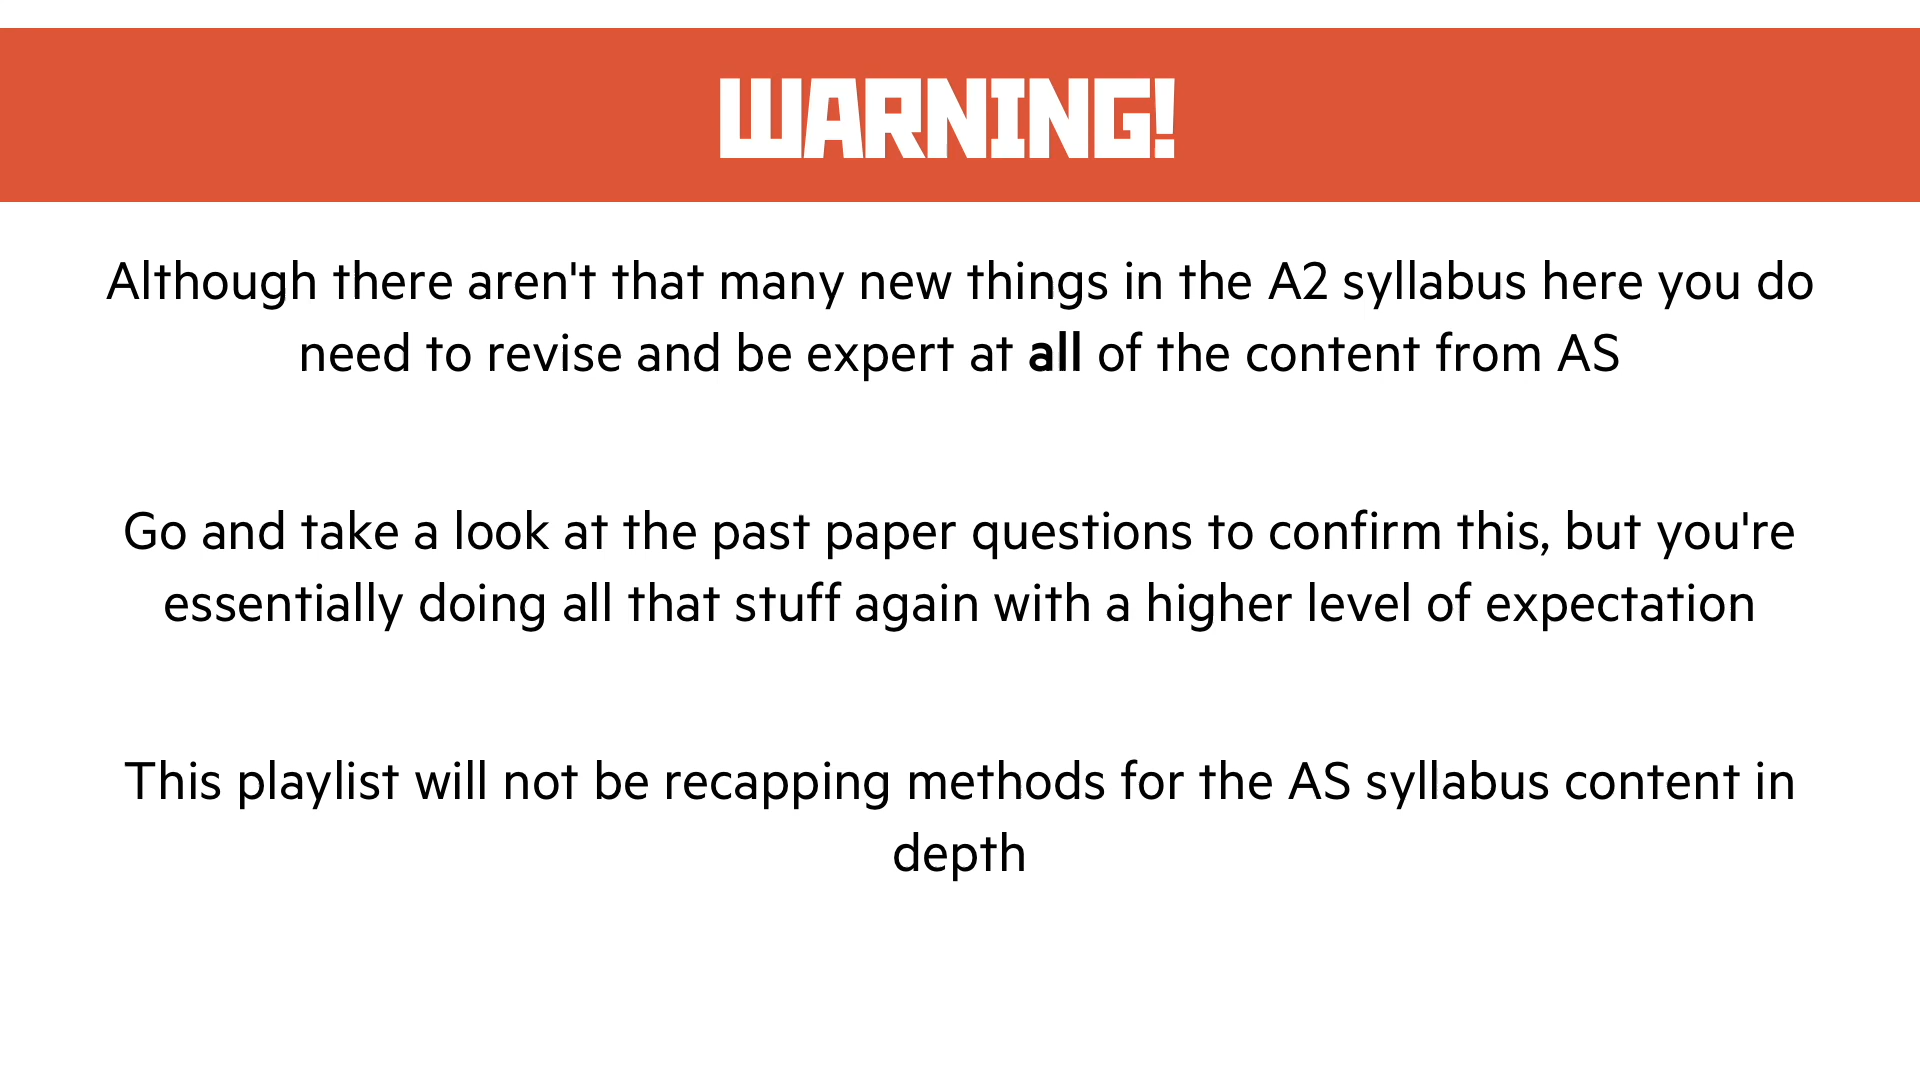 WARNING!
Although there aren't that many new things in the A2 syllabus here you do
need to revise and be expert at all of the content from AS
Go and take a look at the past paper questions to confirm this, but you're
essentially doing all that stuff again with a higher level of expectation
This playlist will not be recapping methods for the AS syllabus content in
depth